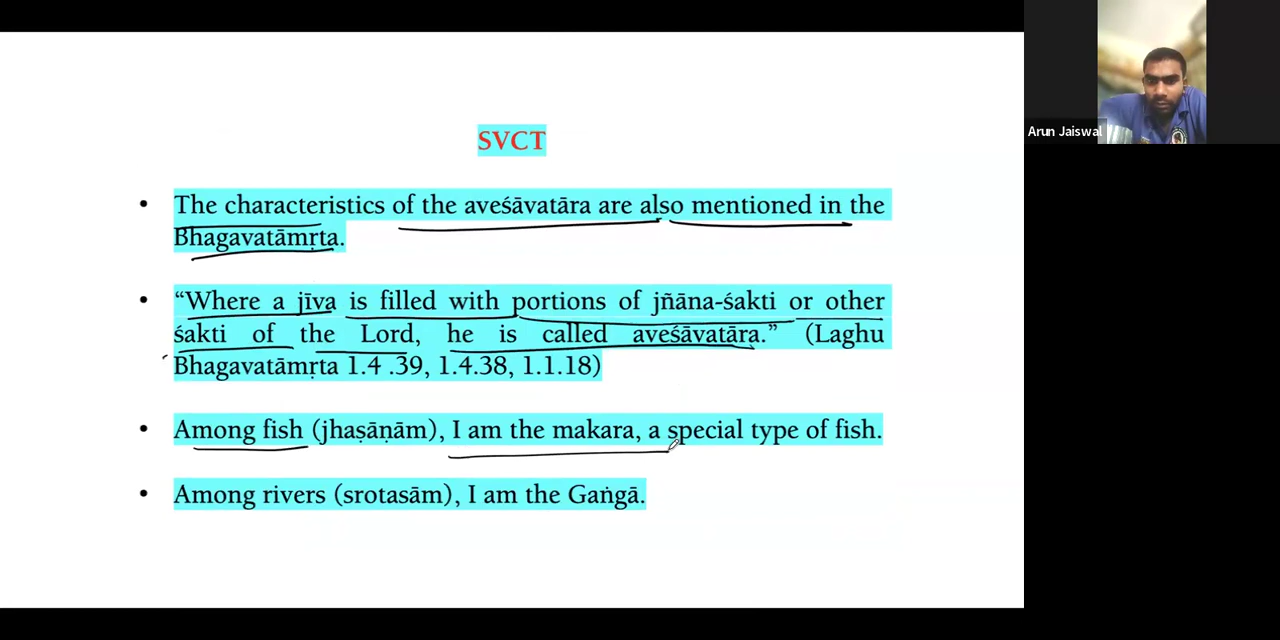 SVCT
Arun Jaiswal
• The characteristics of the aveśāvatāra are also mentioned in the
Bhagavatāmṛta.
• “Where a jīva is filled with portions of jñāna-śakti or other
śakti of the Lord, he is called aveśāvatāra.” (Laghu
Bhagavatāmṛta 1.4 .39, 1.4.38, 1.1.18)
• Among fish (jhaṣāṇām), I am the makara, a special type of fish.
• Among rivers (srotasām), I am the Gaṅgā.